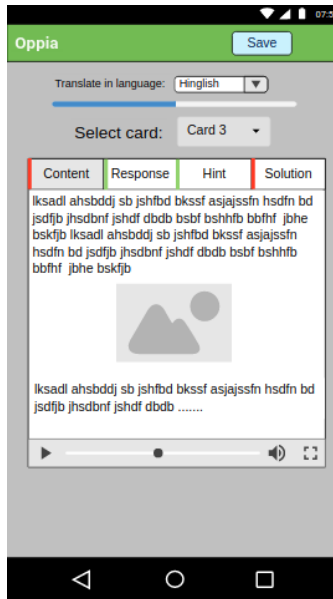 07:5
Oppia
Save
Translate in language: Hinglish
Select card: Card 3
Content Response Hint Solution
lksadl ahsbddj sb jshfbd bkssf asjajssfn hsdfn bd
jsdfjb jhsdbnf jshdf dbdb bsbf bshhfb bbfhf jbhe
bskfjb lksadl ahsbddj sb jshfbd bkssf asjajssfn
hsdfn bd jsdfjb jhsdbnf jshdf dbdb bsbf bshhfb
bbfhf jbhe bskfjb
lksadl ahsbddj sb jshfbd bkssf asjajssfn hsdfn bd
jsdfjb jhsdbnf jshdf dbdb .......